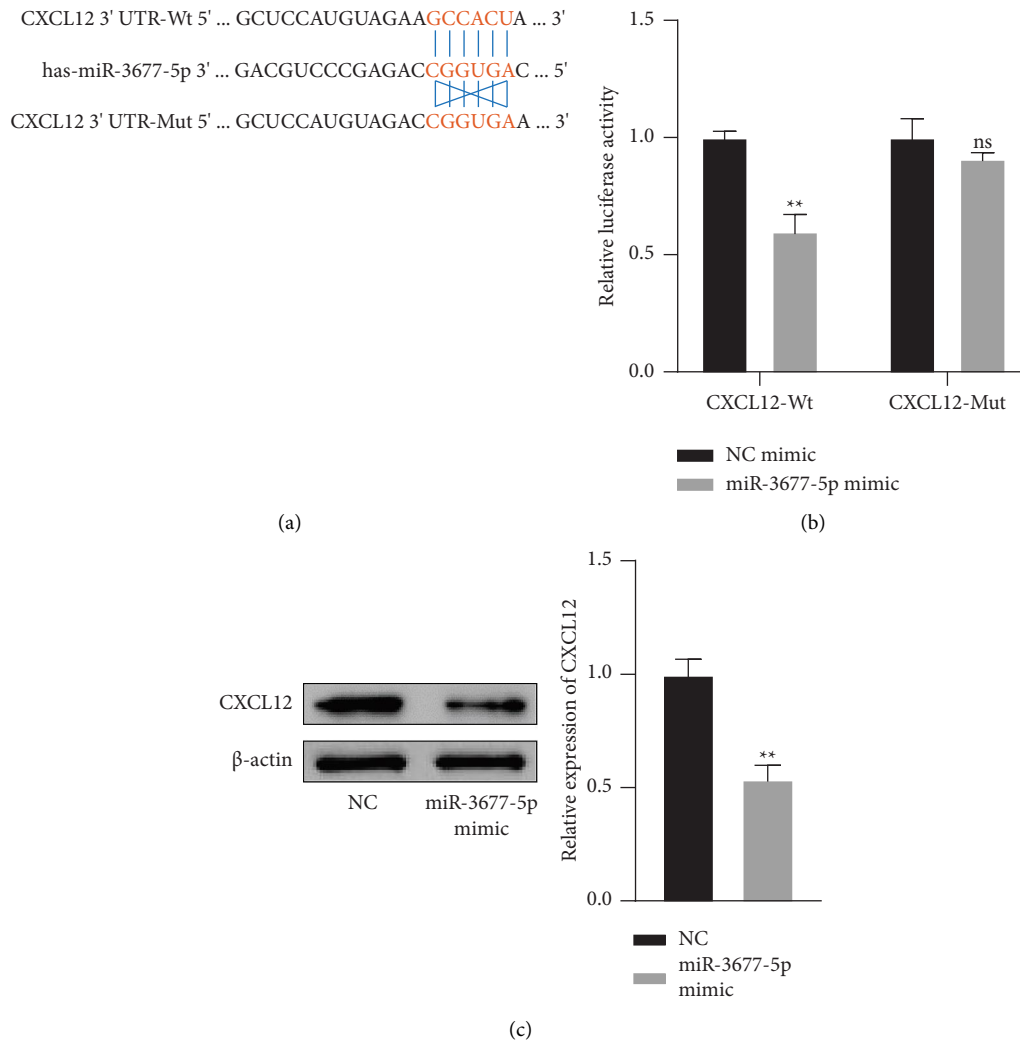 CXCL12 3' UTR-Wt 5' ... GCUCCAUGUAGAAGCCACUA ... 3'
has-miR-3677-5p 3' ... GACGUCCCGAGACCGGUGAC ... 5'
CXCL12 3' UTR-Mut 5' ... GCUCCAUGUAGACCGGUGAA ... 3'
(a)
Relative luciferase activity
1.5
1.0
0.5
0.0
**
ns
CXCL12-Wt
CXCL12-Mut
NC mimic
miR-3677-5p mimic
(b)
CXCL12
β-actin
NC
miR-3677-5p
mimic
Relative expression of CXCL12
1.5
1.0
0.5
0.0
**
NC
miR-3677-5p
mimic
(c)